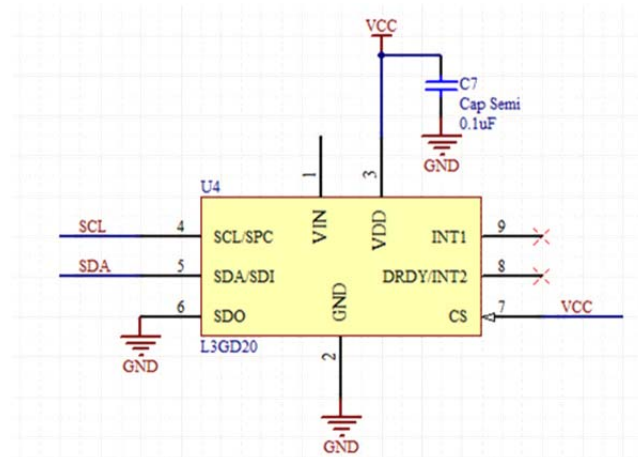 VCC
C7
Cap Semi
0.1uF
GND
U4
1
3
SCL
4
SCL/SPC
VIN
VDD
INT1
9
SDA
5
SDA/SDI
DRDY/INT2
8
6
SDO
GND
CS
7
VCC
GND
L3GD20
2
GND